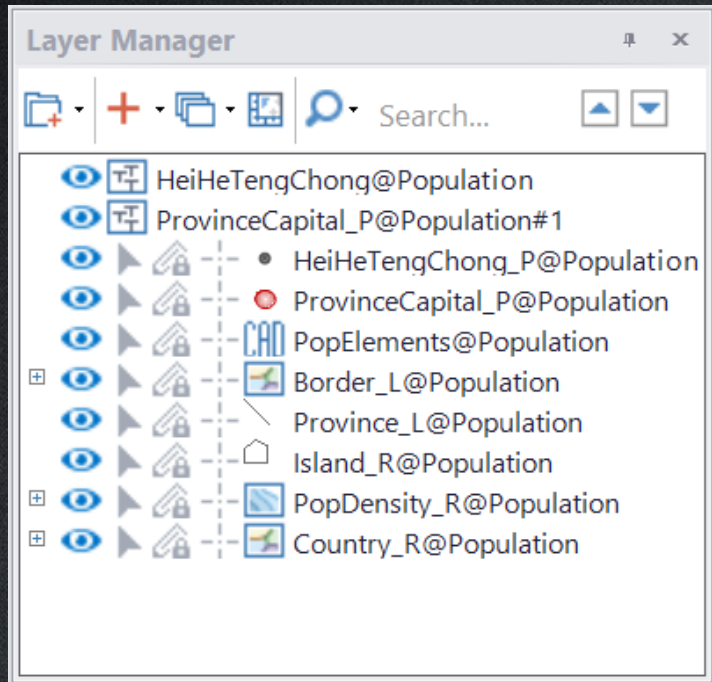 Layer Manager
Search...
HeiHeTengChong@Population
ProvinceCapital_P@Population#1
HeiHeTengChong_P@Population
ProvinceCapital_P@Population
CAD PopElements@Population
Border_L@Population
Province_L@Population
Island_R@Population
PopDensity_R@Population
Country_R@Population